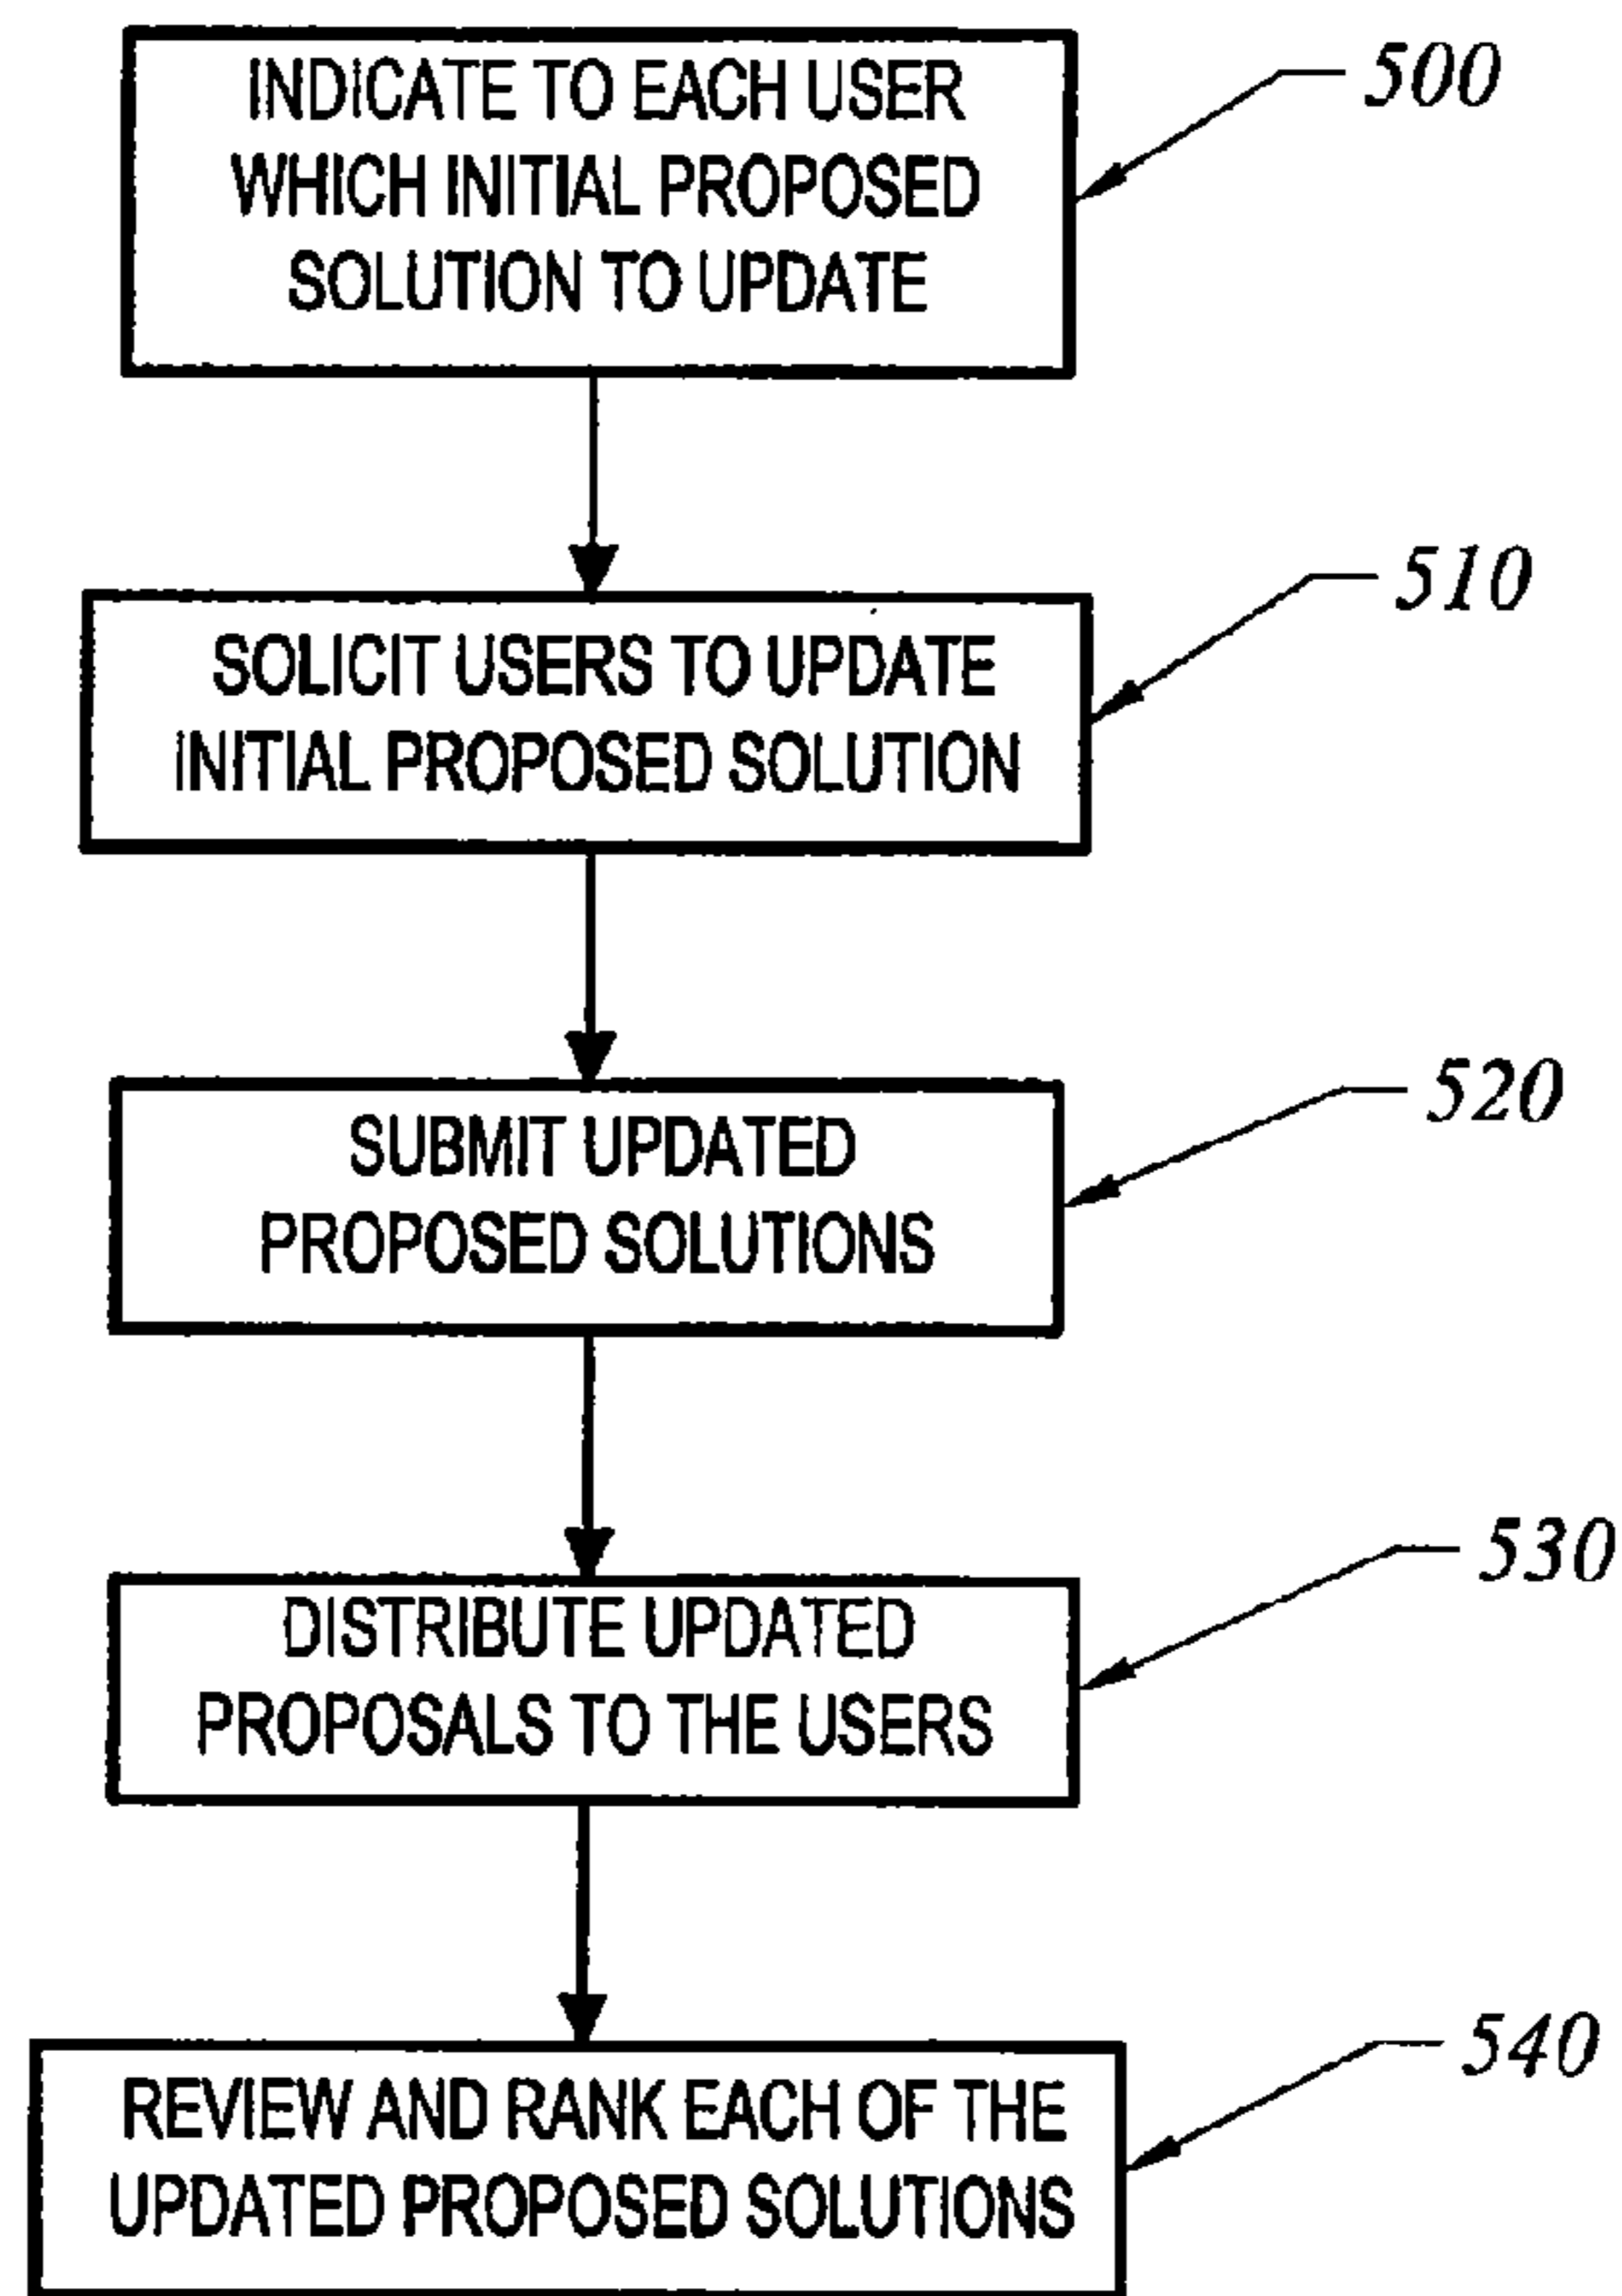 INDICATE TO EACH USER
WHICH INITIAL PROPOSED
SOLUTION TO UPDATE
500
SOLICIT USERS TO UPDATE
INITIAL PROPOSED SOLUTION
510
SUBMIT UPDATED
PROPOSED SOLUTIONS
520
DISTRIBUTE UPDATED
PROPOSALS TO THE USERS
530
REVIEW AND RANK EACH OF THE
UPDATED PROPOSED SOLUTIONS
540